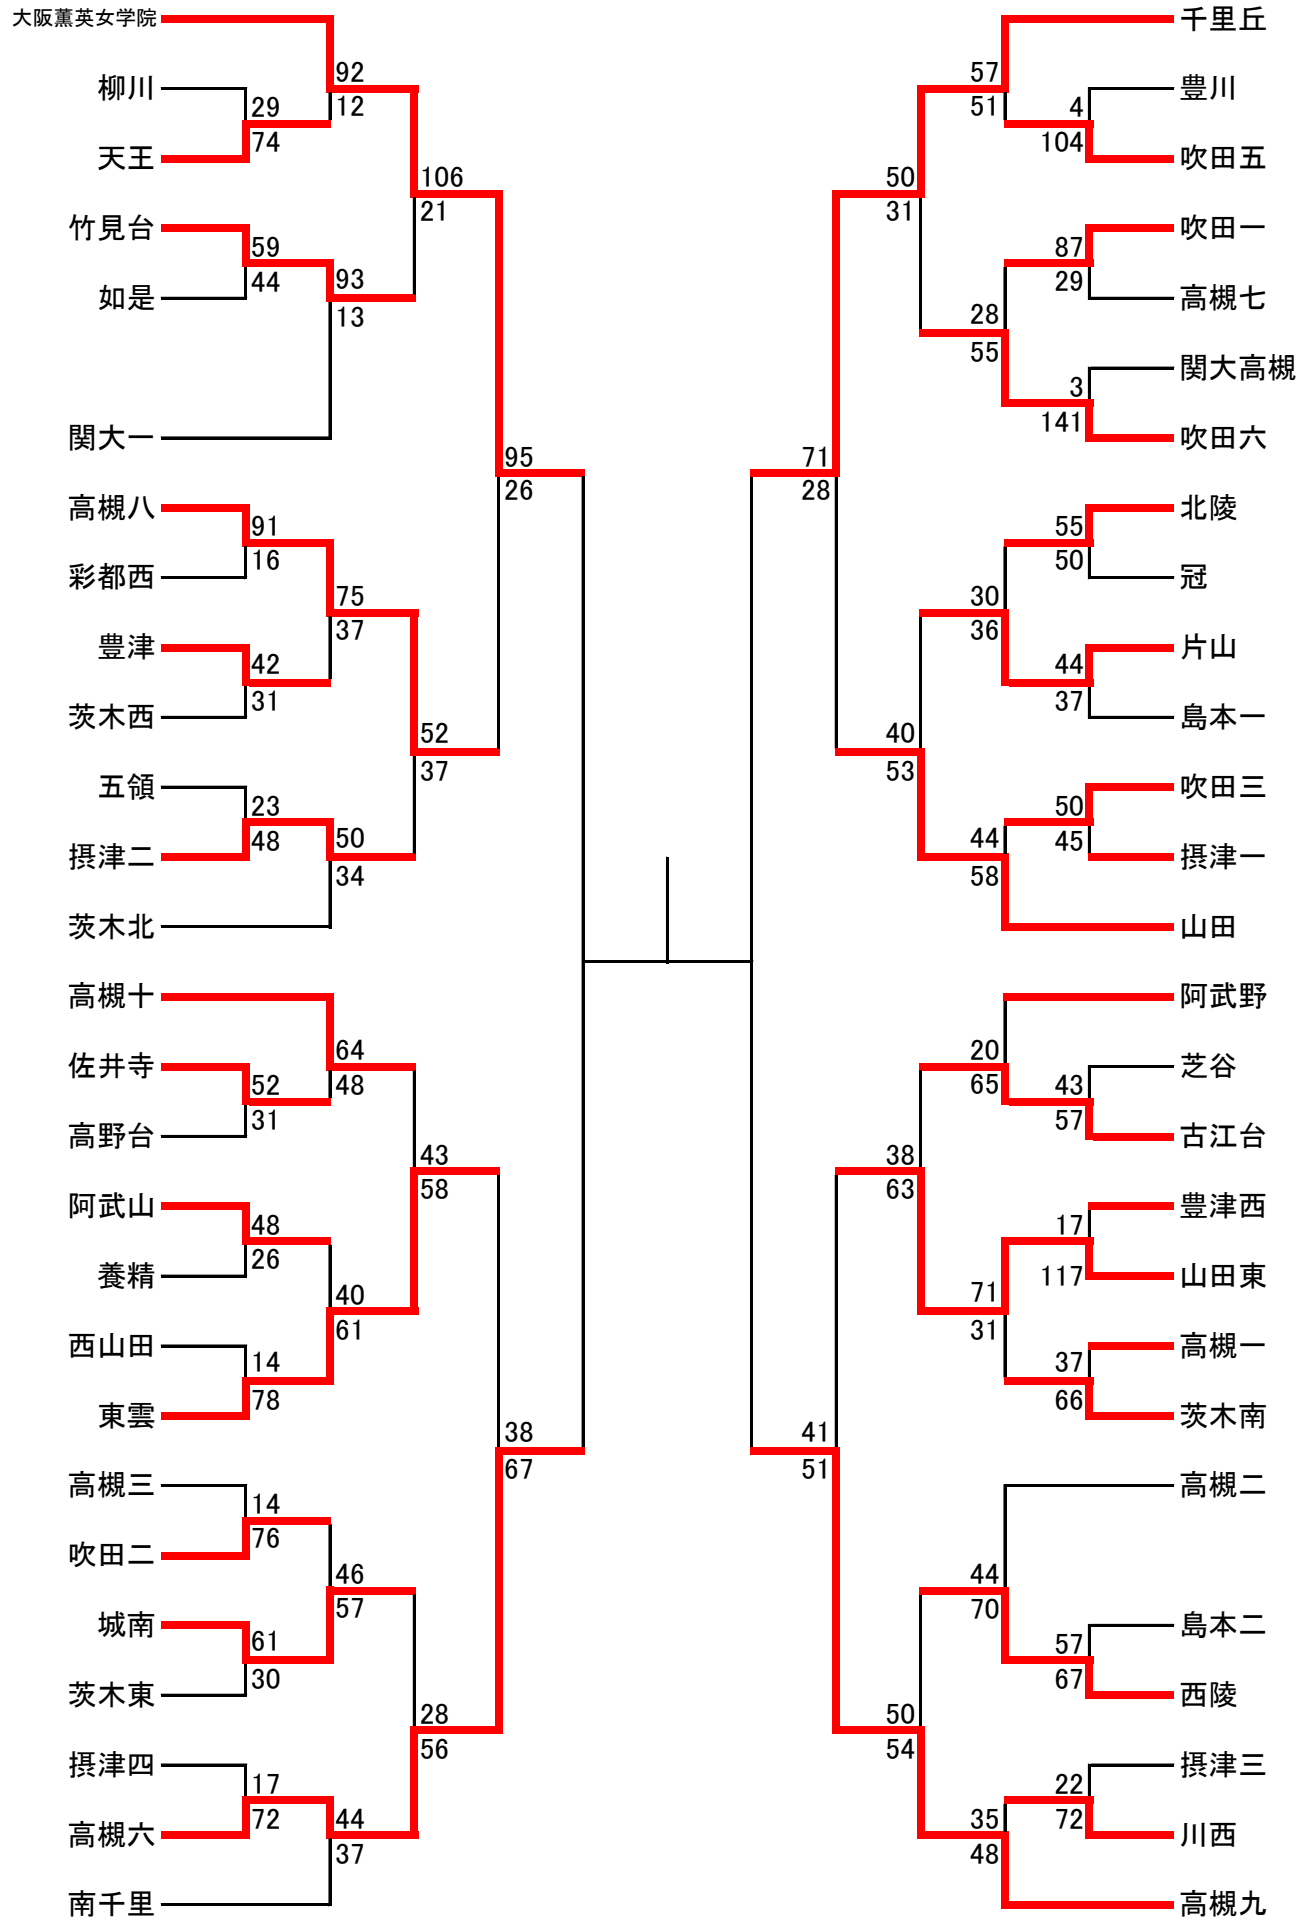 大阪薫英女学院
柳川
天王
竹見台
如是
関大一
高槻八
彩都西
豊津
茨木西
五領
摂津二
茨木北
高槻十
佐井寺
高野台
阿武山
養精
西山田
東雲
高槻三
吹田二
城南
茨木東
摂津四
高槻六
南千里
29
74
59
44
91
16
42
31
23
48
52
31
48
26
14
78
14
76
61
30
17
72
92
12
93
13
75
37
50
34
64
48
40
61
46
57
44
37
106
21
52
37
43
58
28
56
95
26
38
67
71
28
41
51
50
31
40
53
38
63
50
54
57
51
28
55
30
36
44
58
20
65
71
31
44
70
35
48
4
104
87
29
3
141
55
50
44
37
50
45
43
57
17
117
37
66
57
67
22
72
千里丘
豊川
吹田五
吹田一
高槻七
関大高槻
吹田六
北陵
冠
片山
島本一
吹田三
摂津一
山田
阿武野
芝谷
古江台
豊津西
山田東
高槻一
茨木南
高槻二
島本二
西陵
摂津三
川西
高槻九